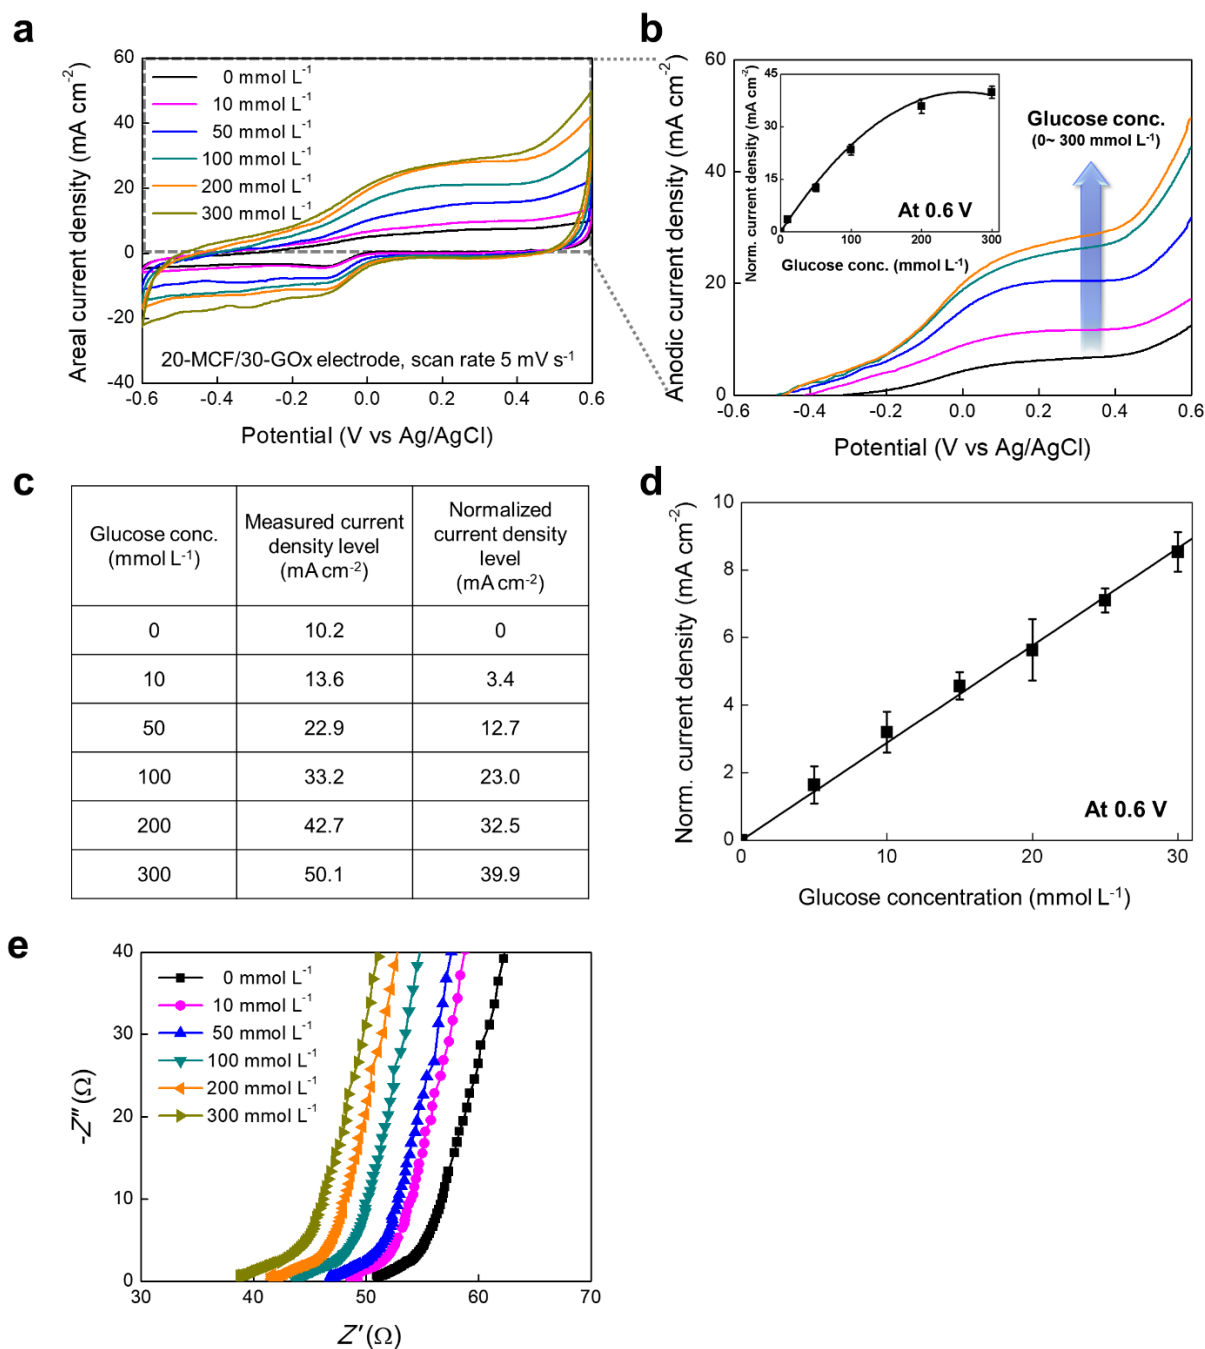 a
60
40
20
0
-20
-40
-0.6
-0.4
-0.2
0.0
0.2
0.4
0.6
Areal current density (mA cm-2)
Potential (V vs Ag/AgCl)
0 mmol L-1
10 mmol L-1
50 mmol L-1
100 mmol L-1
200 mmol L-1
300 mmol L-1
20-MCF/30-GOx electrode, scan rate 5 mV s-1
b
60
40
20
0
-0.6
-0.4
-0.2
0.0
0.2
0.4
0.6
Anodic current density (mA cm-2)
Potential (V vs Ag/AgCl)
45
30
15
0
0
100
200
300
Norm. current density (mA cm-2)
Glucose conc. (mmol L-1)
At 0.6 V
Glucose conc.
(0~ 300 mmol L-1)
c
Glucose conc.
(mmol L-1)
Measured current
density level
(mA cm-2)
Normalized
current density
level
(mA cm-2)
0 10.2 0
10 13.6 3.4
50 22.9 12.7
100 33.2 23.0
200 42.7 32.5
300 50.1 39.9
d
10
8
6
4
2
0
0
10
20
30
Norm. current density (mA cm-2)
Glucose concentration (mmol L-1)
At 0.6 V
e
40
30
20
10
0
30
40
50
60
70
-Z″(Ω)
Z′(Ω)
0 mmol L-1
10 mmol L-1
50 mmol L-1
100 mmol L-1
200 mmol L-1
300 mmol L-1